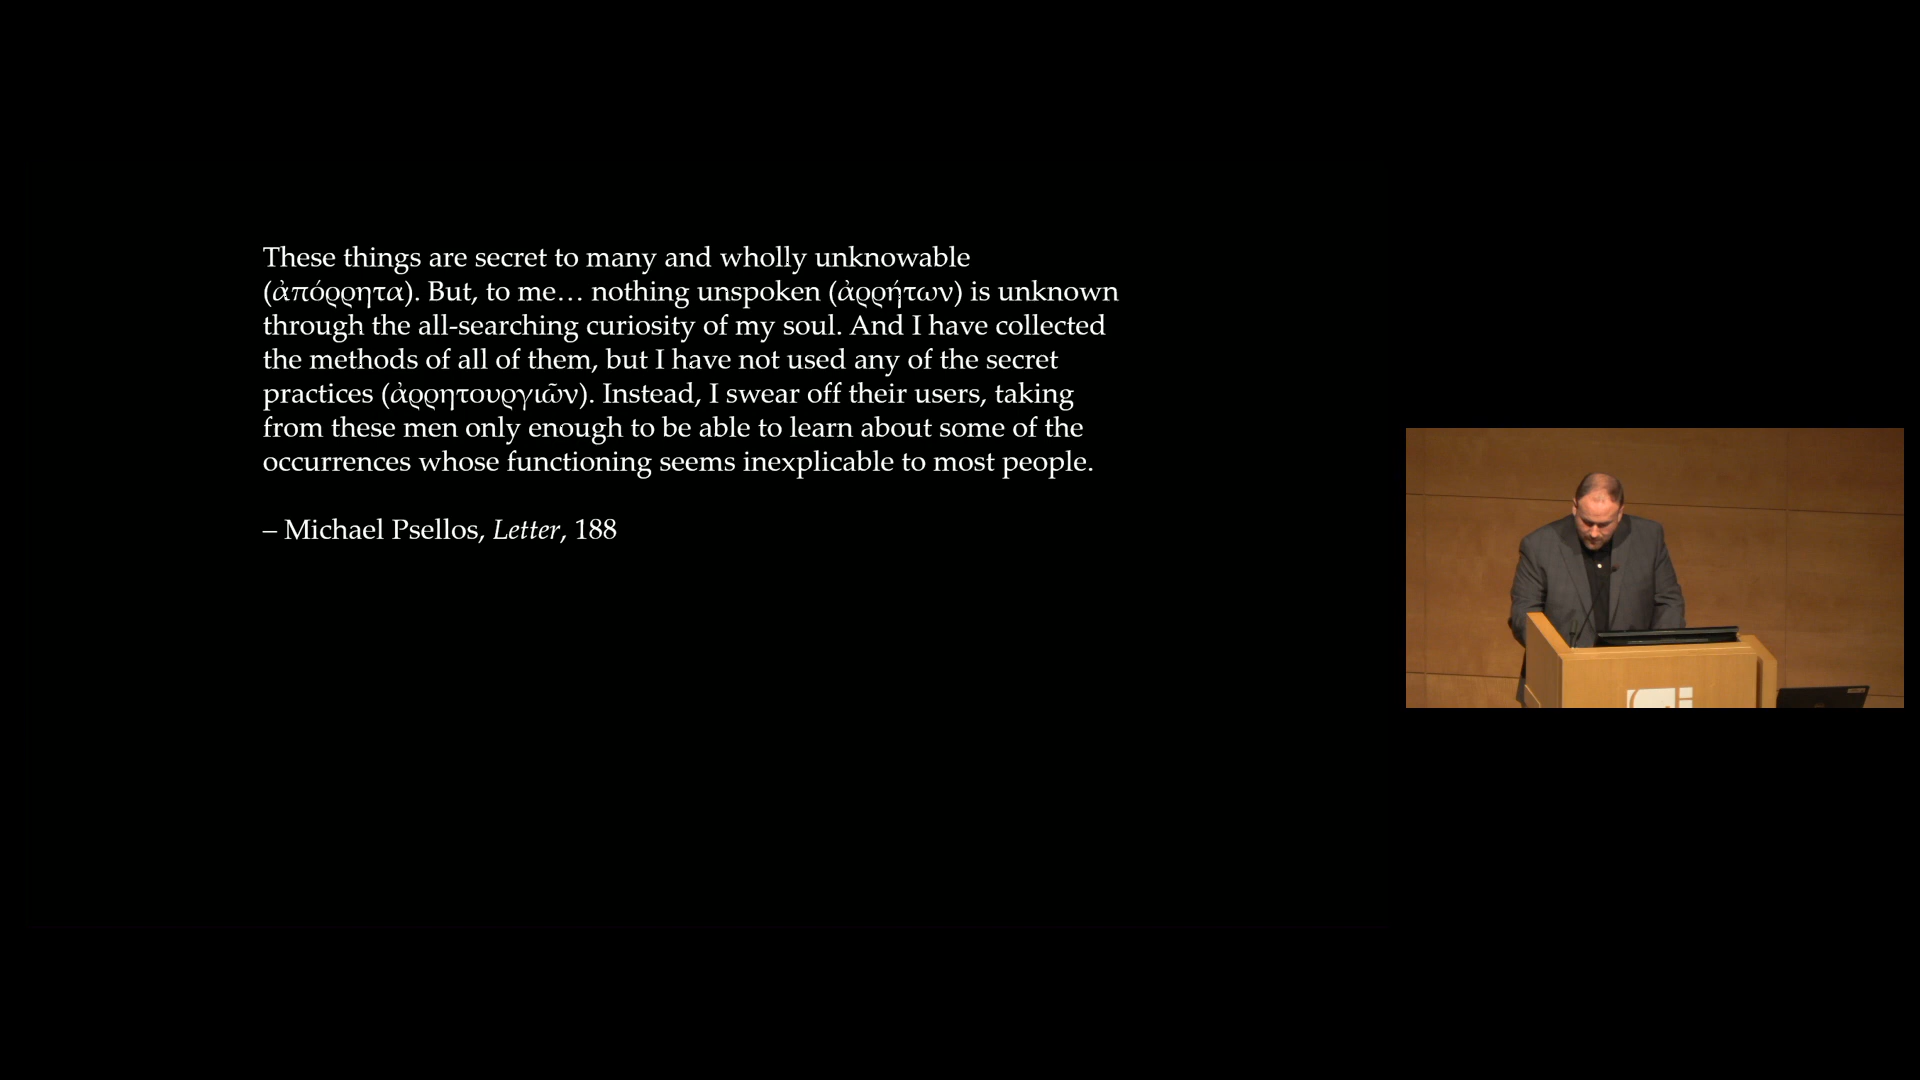 These things are secret to many and wholly unknowable
(ἀπόρρητα). But, to me… nothing unspoken (ἀρρήτων) is unknown
through the all-searching curiosity of my soul. And I have collected
the methods of all of them, but I have not used any of the secret
practices (ἀρρητουργιῶν). Instead, I swear off their users, taking
from these men only enough to be able to learn about some of the
occurrences whose functioning seems inexplicable to most people.
– Michael Psellos, Letter, 188